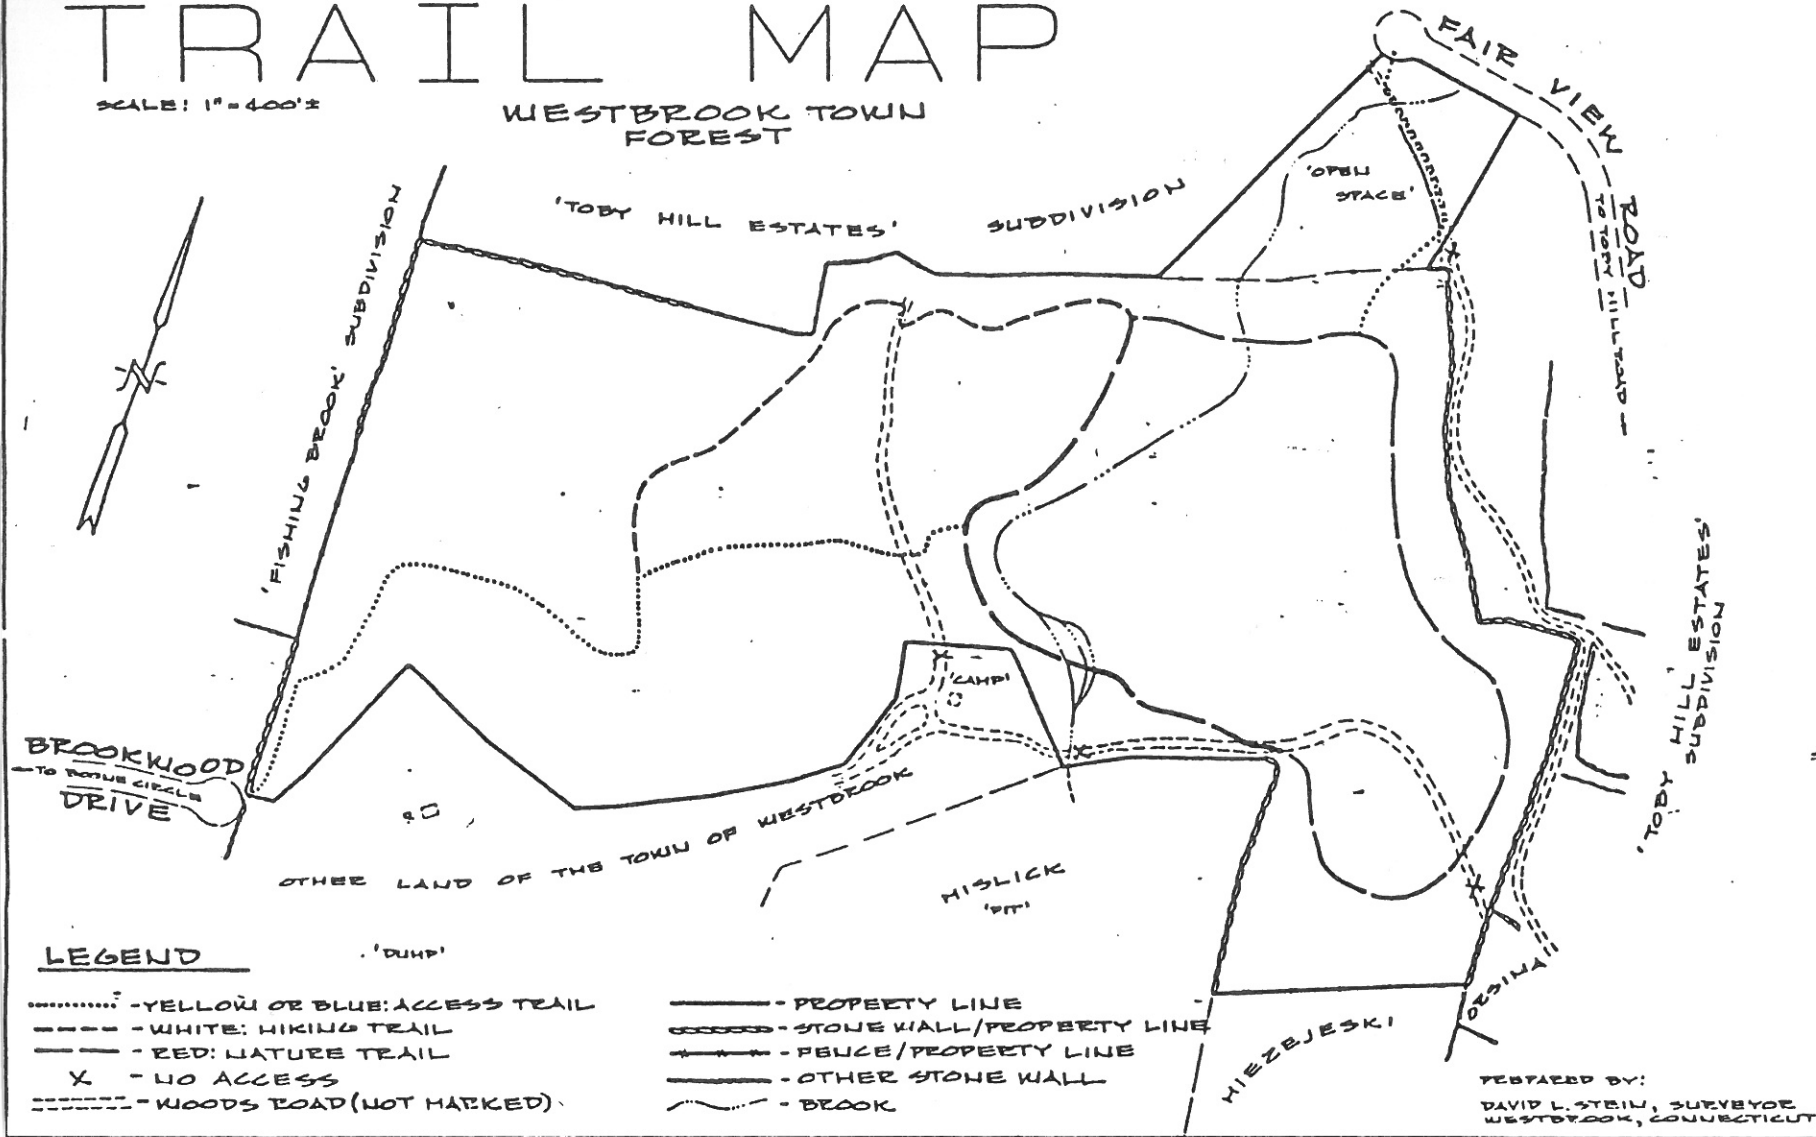 TRAIL MAP
SCALE: 1" = 400'±
WESTBROOK TOWN
FOREST
FAIR VIEW ROAD
TO TOBY HILL ROAD
'OPEN
SPACE'
'TOBY HILL ESTATES' SUBDIVISION
'FISHING BROOK' SUBDIVISION
N
'TOBY HILL' ESTATES'
SUBDIVISION
'CAMP'
BROOKWOOD
TO CIRCLE
DRIVE
OTHER LAND OF THE TOWN OF WESTBROOK
MISLICK
'PIT'
'DUMP'
ORSINA
MIEZEJESKI
LEGEND
- YELLOW OR BLUE: ACCESS TRAIL
- WHITE: HIKING TRAIL
- RED: NATURE TRAIL
X - NO ACCESS
- WOODS ROAD (NOT MARKED)
- PROPERTY LINE
- STONE WALL/PROPERTY LINE
- FENCE/PROPERTY LINE
- OTHER STONE WALL
- BROOK
PREPARED BY:
DAVID L. STEIN, SURVEYOR
WESTBROOK, CONNECTICUT